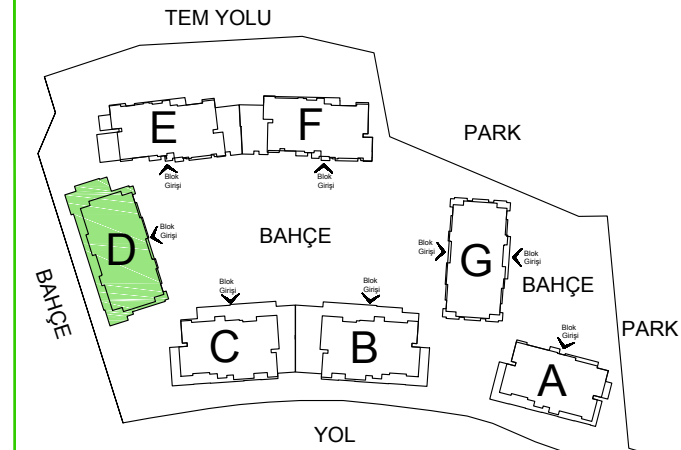 TEM YOLU
E
F
PARK
Blok
Girişi
Blok
Girişi
D
Blok
Girişi
BAHÇE
Blok
Girişi
G
Blok
Girişi
BAHÇE
BAHÇE
Blok
Girişi
Blok
Girişi
C
B
Blok
Girişi
PARK
A
YOL